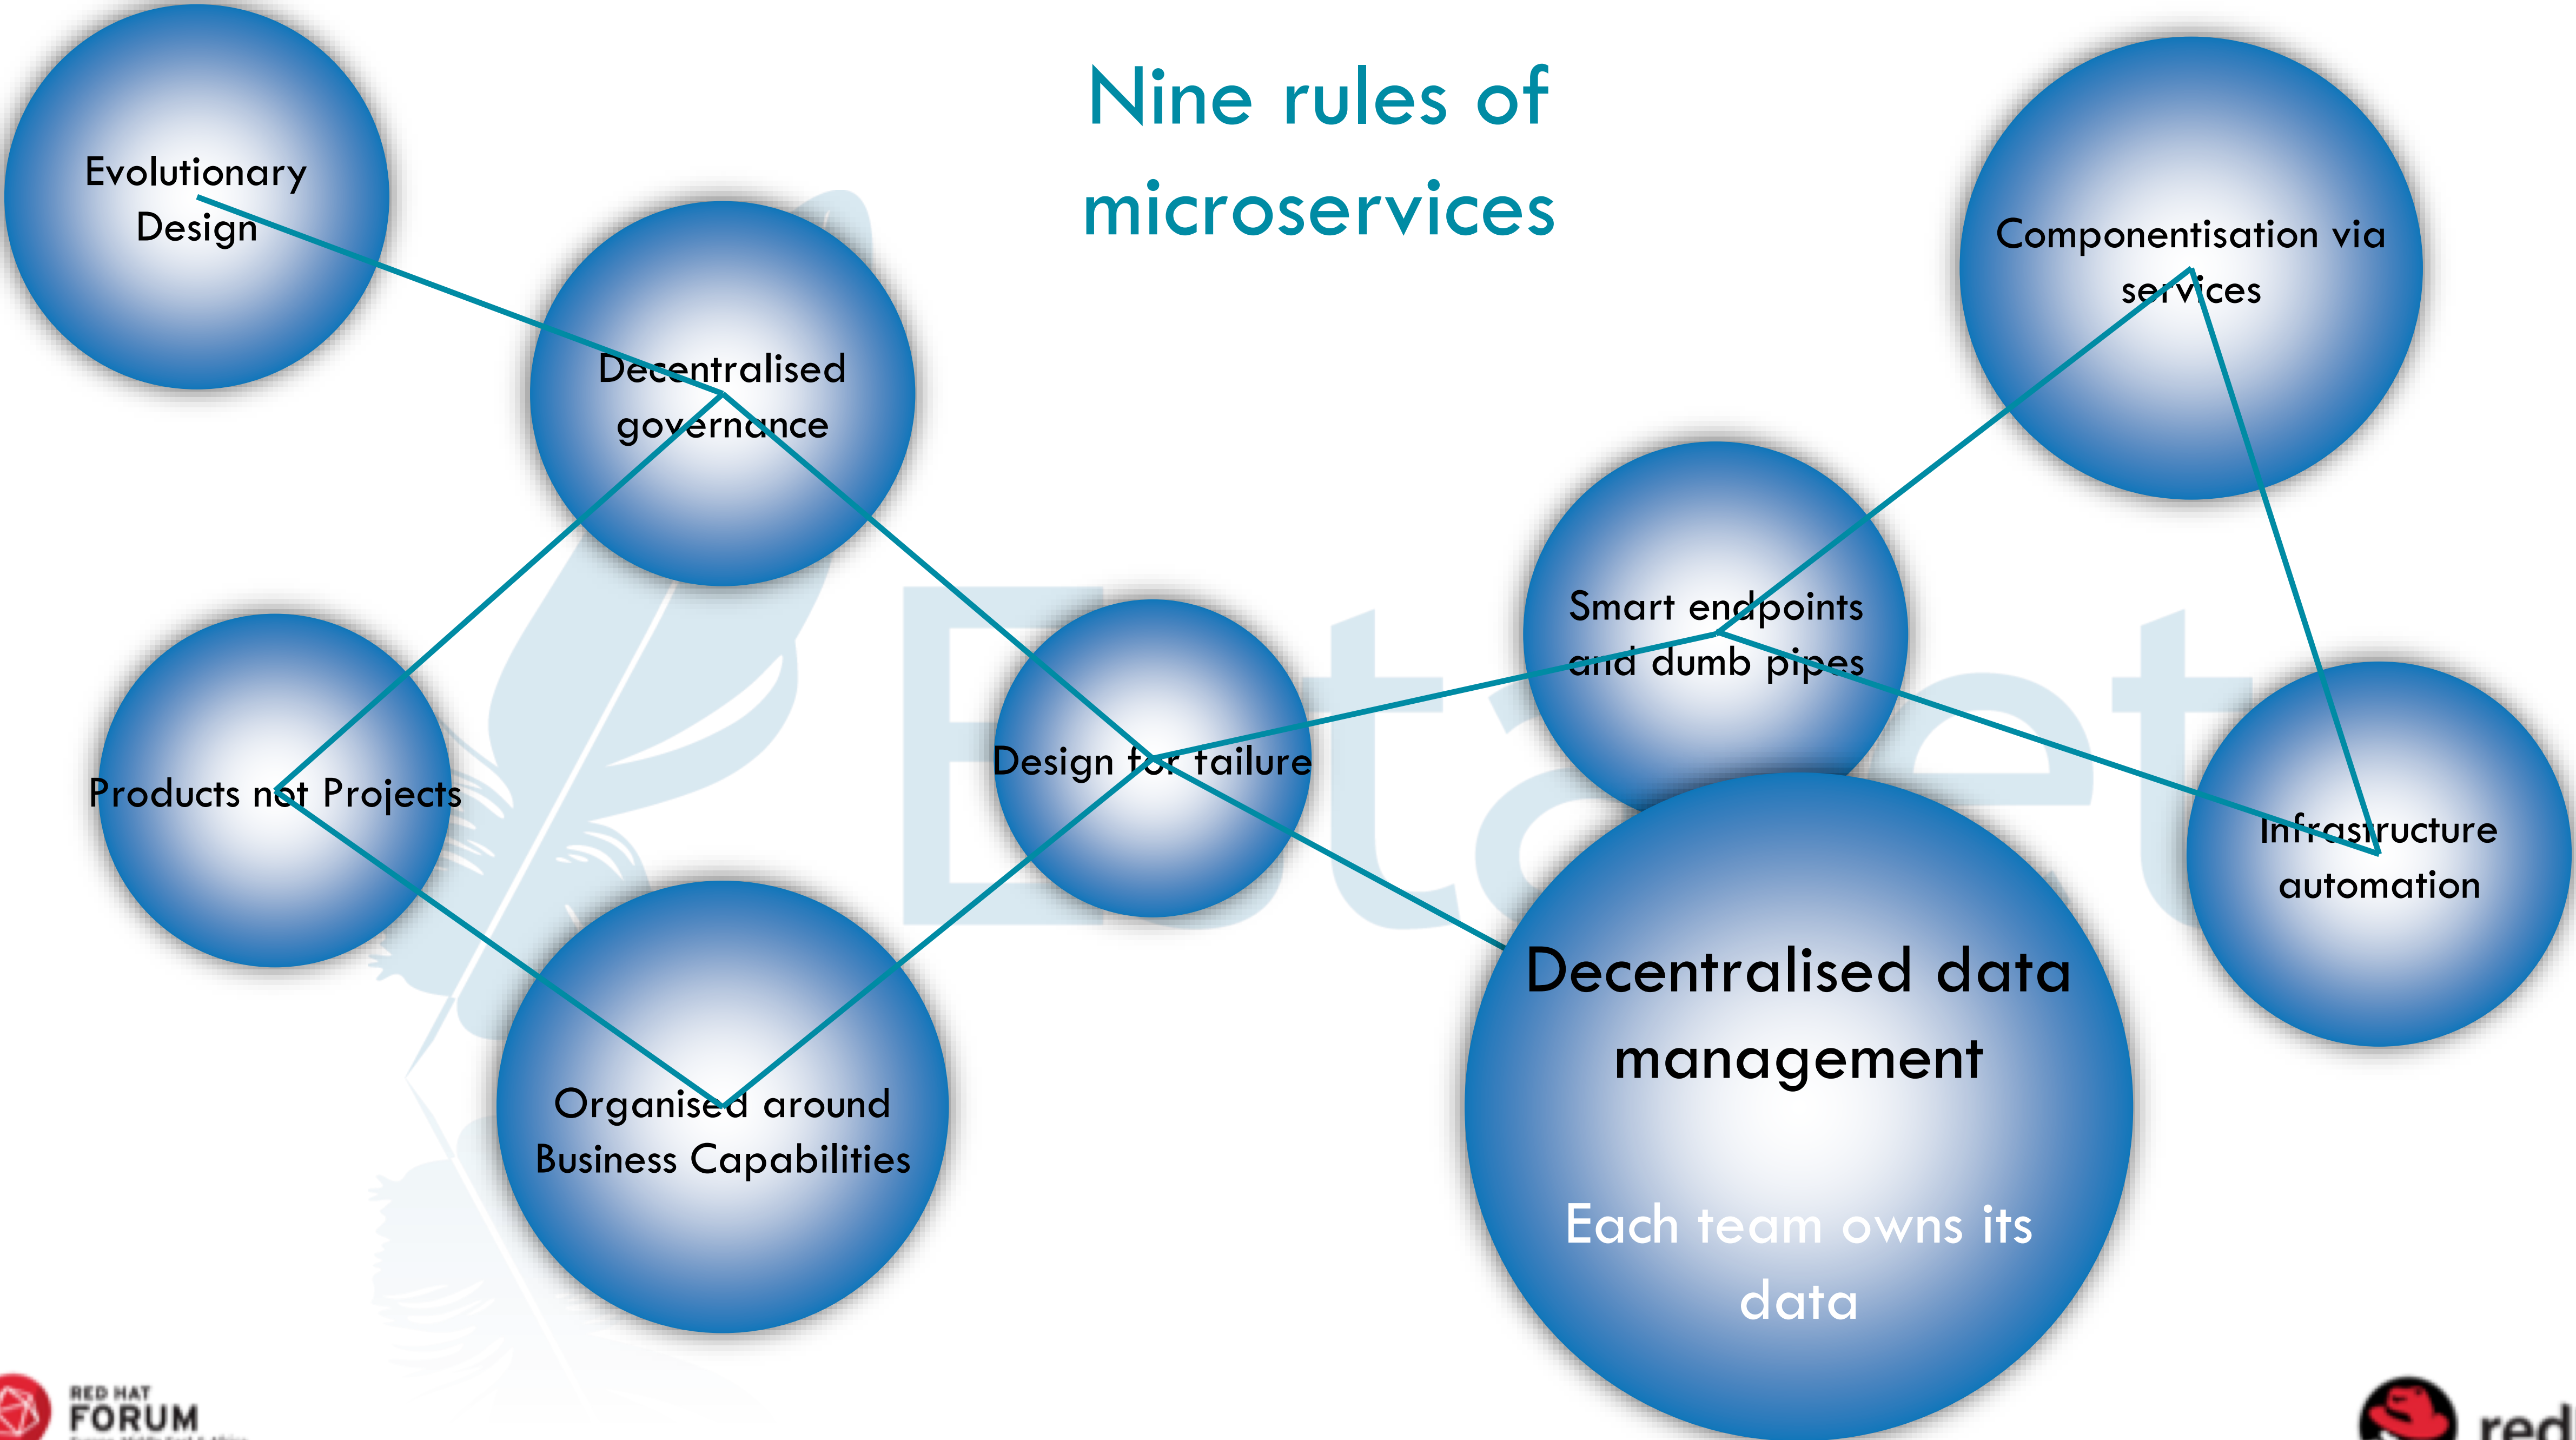 Nine rules of
microservices
Evolutionary
Design
Componentisation via
services
Decentralised
governance
Smart endpoints
and dumb pipes
Design for failure
Products not Projects
Infrastructure
automation
Decentralised data
management
Each team owns its
data
Organised around
Business Capabilities
Estafet
RED HAT
FORUM
red